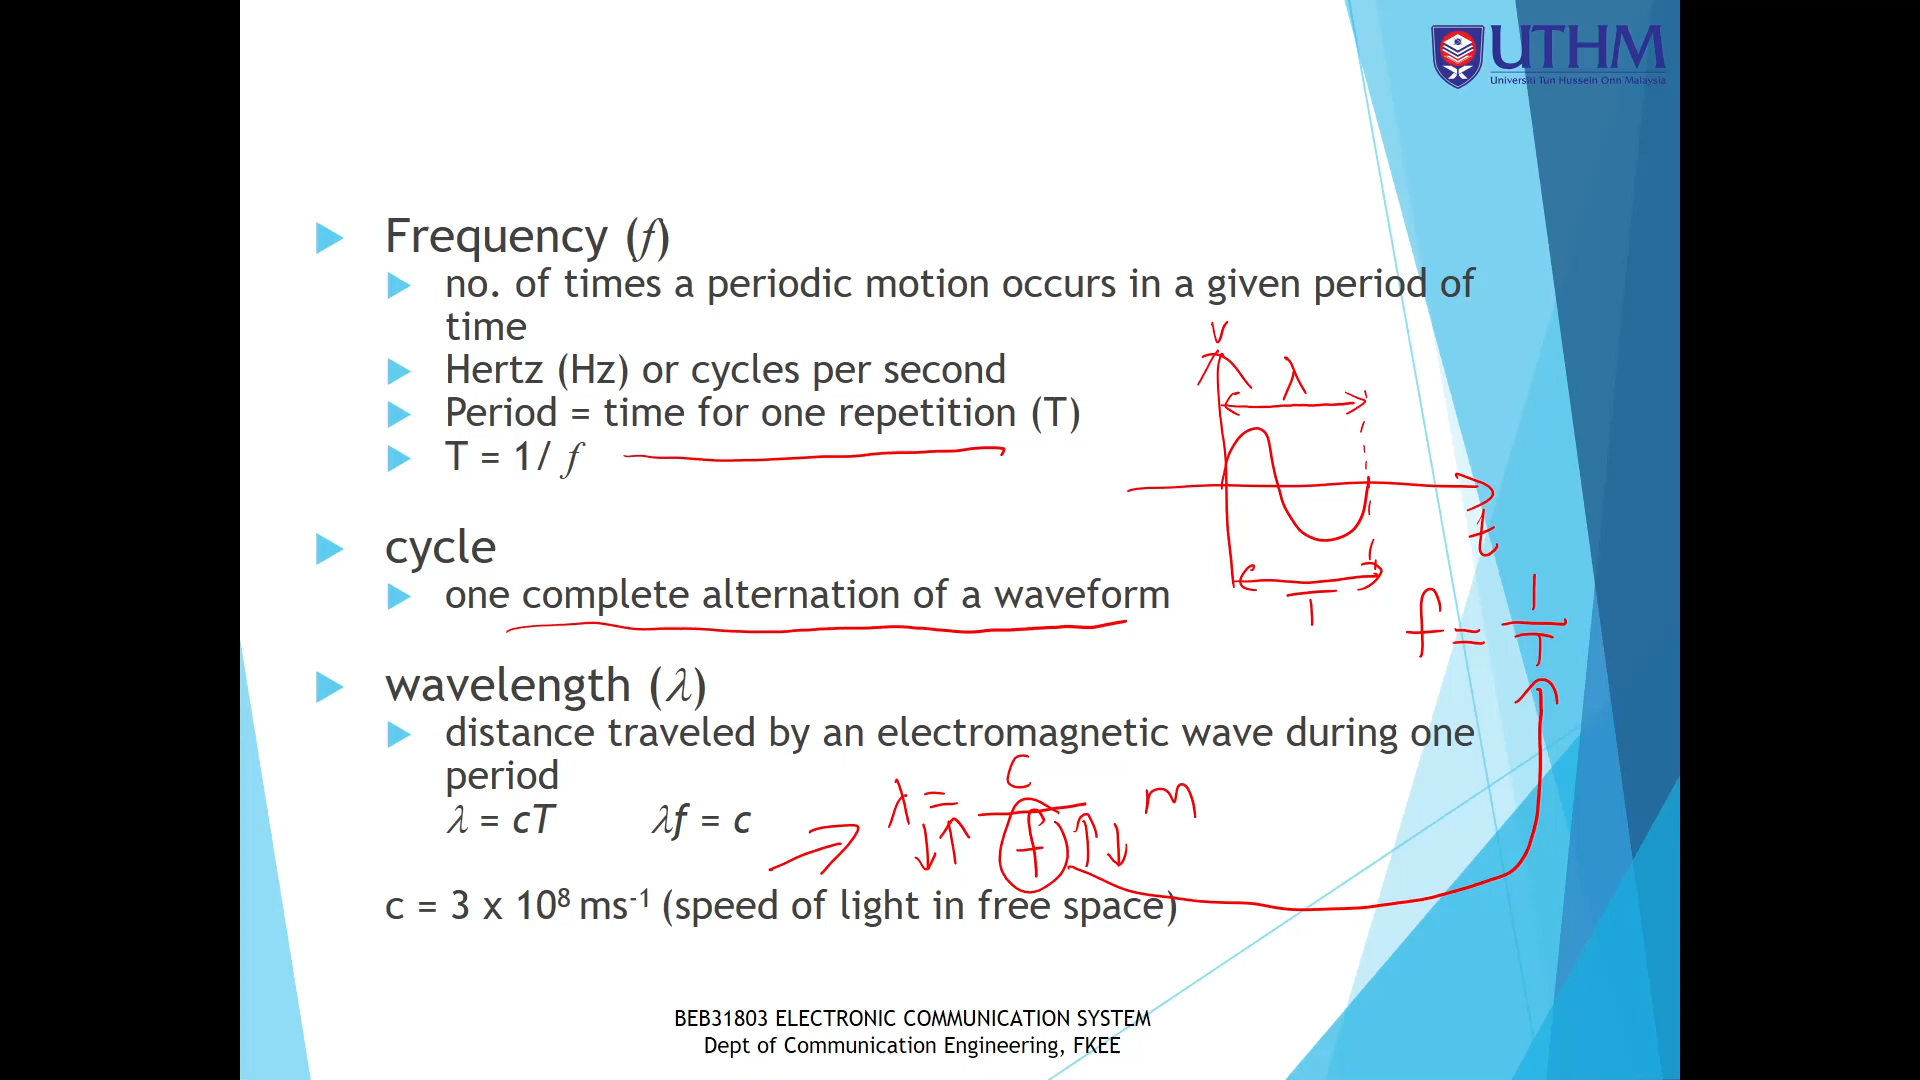 UTHM
Universiti Tun Hussein Onn Malaysia
Frequency (f)
no. of times a periodic motion occurs in a given period of
time
Hertz (Hz) or cycles per second
Period = time for one repetition (T)
T = 1/ f
V
λ
t
T
f = 1/T
cycle
one complete alternation of a waveform
wavelength (λ)
distance traveled by an electromagnetic wave during one
period
λ = cT λf = c
λ = c/f m
c = 3 x 10⁸ ms⁻¹ (speed of light in free space)
BEB31803 ELECTRONIC COMMUNICATION SYSTEM
Dept of Communication Engineering, FKEE